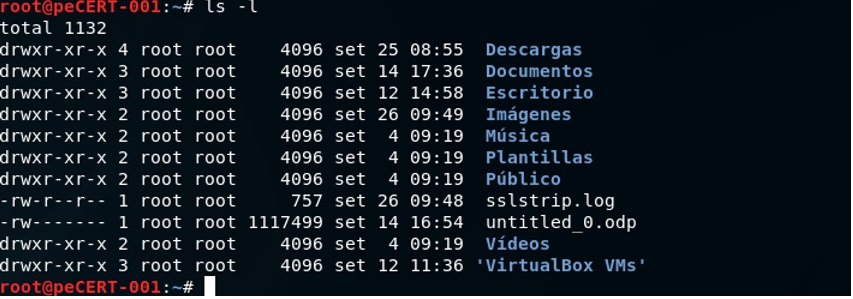 root@peCERT-001:~# ls -l
total 1132
drwxr-xr-x 4 root root    4096 set 25 08:55  Descargas
drwxr-xr-x 3 root root    4096 set 14 17:36  Documentos
drwxr-xr-x 3 root root    4096 set 12 14:58  Escritorio
drwxr-xr-x 2 root root    4096 set 26 09:49  Imágenes
drwxr-xr-x 2 root root    4096 set  4 09:19  Música
drwxr-xr-x 2 root root    4096 set  4 09:19  Plantillas
drwxr-xr-x 2 root root    4096 set  4 09:19  Público
-rw-r--r-- 1 root root     757 set 26 09:48  sslstrip.log
-rw------- 1 root root 1117499 set 14 16:54  untitled_0.odp
drwxr-xr-x 2 root root    4096 set  4 09:19  Vídeos
drwxr-xr-x 3 root root    4096 set 12 11:36 'VirtualBox VMs'
root@peCERT-001:~#